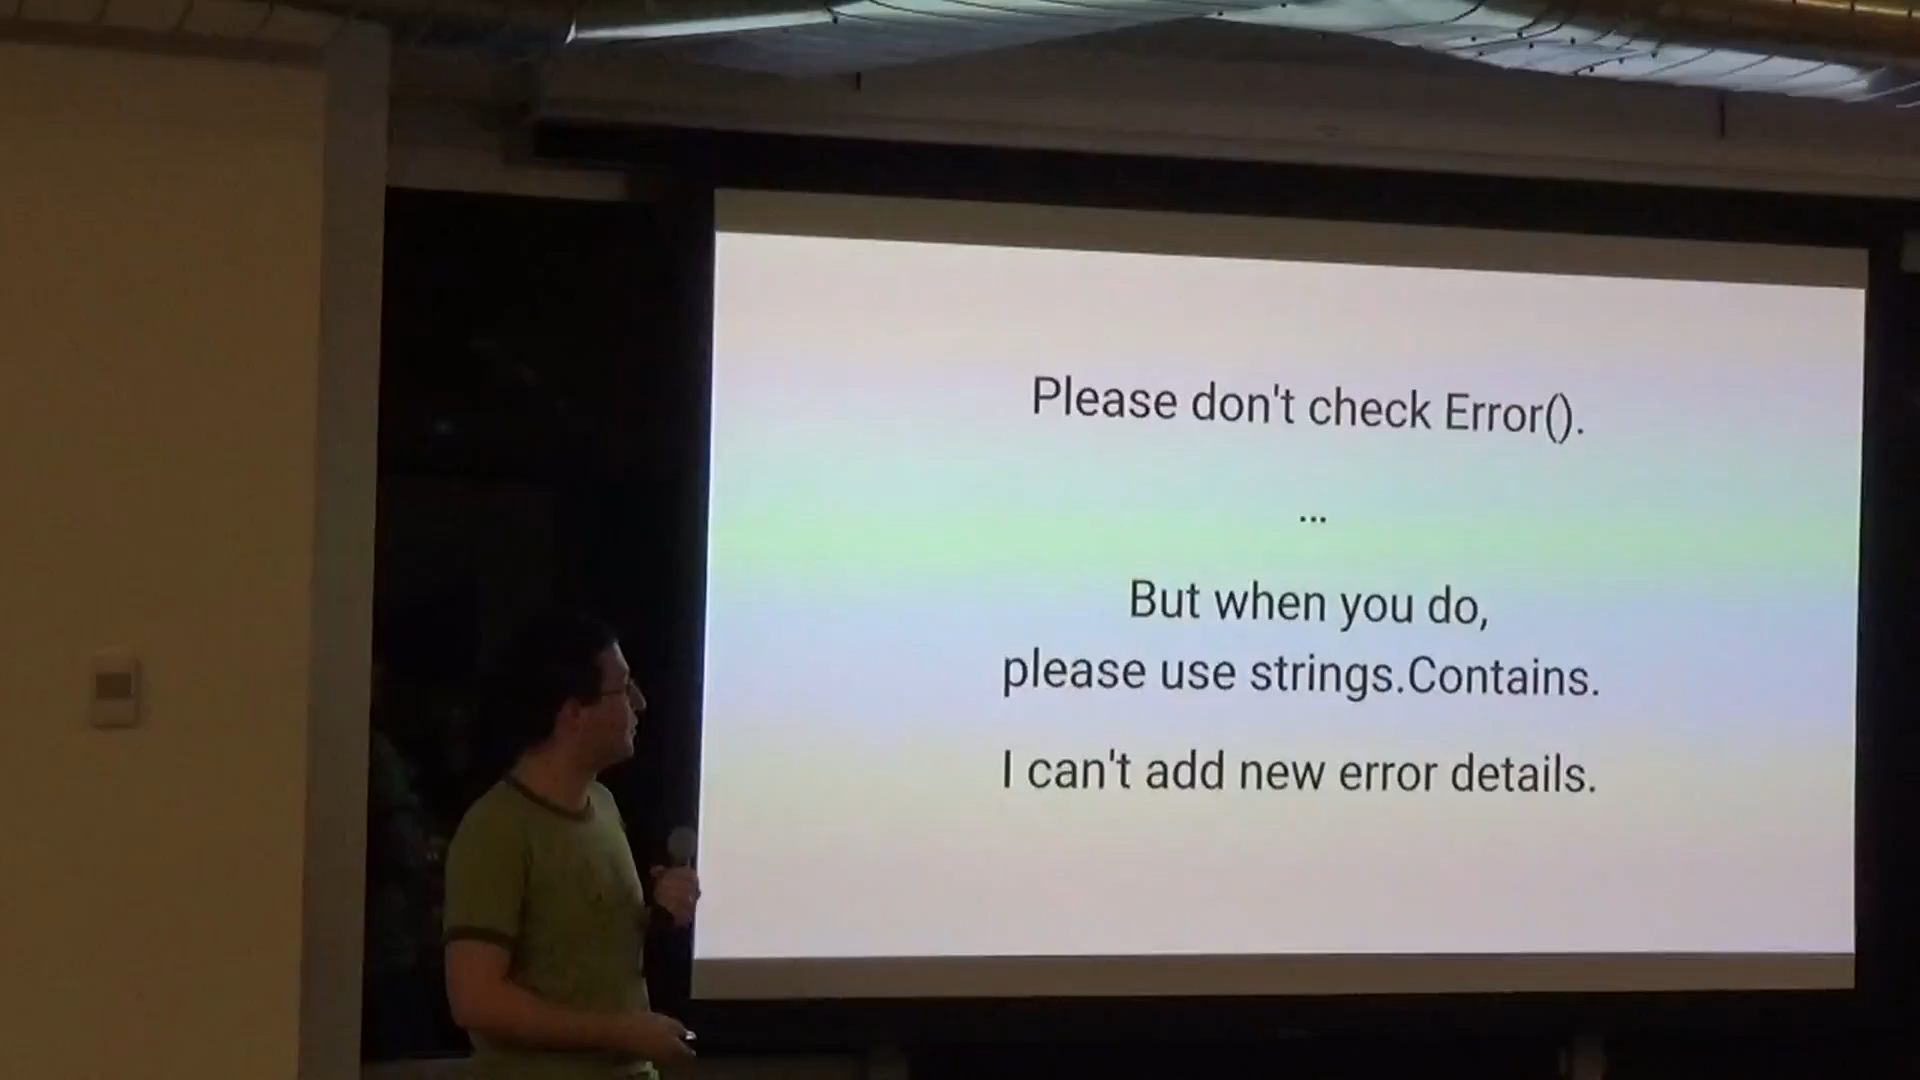 Please don't check Error().
...
But when you do,
please use strings.Contains.
I can't add new error details.